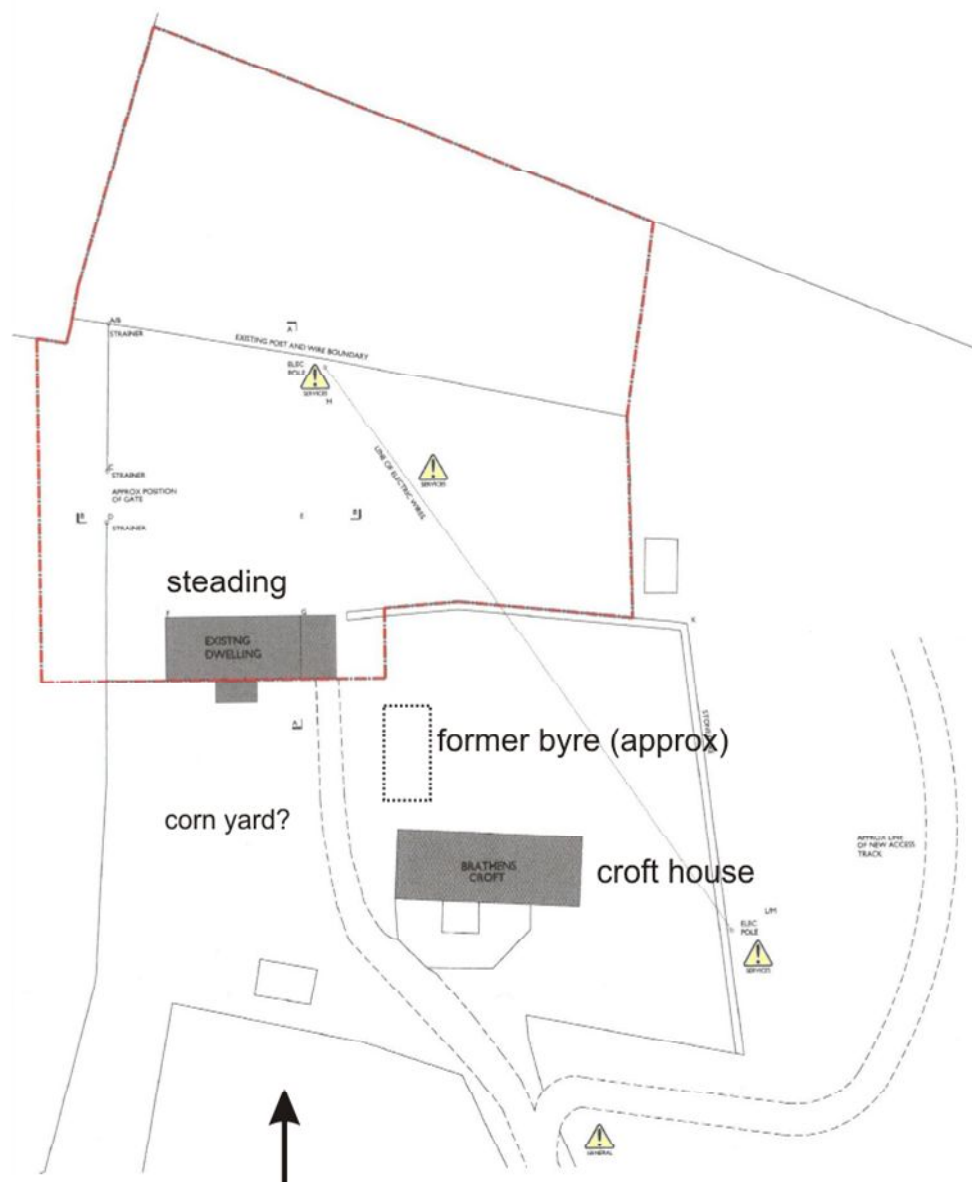 A/B
STRAINER
A
EXISTING POST AND WIRE BOUNDARY
ELEC
POLE
SERVICES
M
LINE OF ELECTRIC WIRES
SERVICES
C
STRAINER
APPROX POSITION
OF GATE
B
D
STRAINER
E
B
steading
F
G
EXISTNG
DWELLING
K
A
former byre (approx)
corn yard?
BRATHENS
CROFT
croft house
APPROX LINE
OF NEW ACCESS
TRACK
L/M
ELEC
POLE
SERVICES
GENERAL